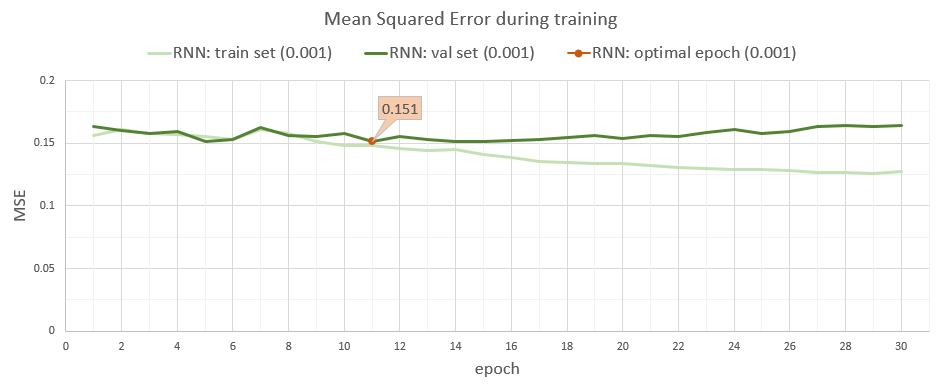 Mean Squared Error during training
RNN: train set (0.001) RNN: val set (0.001) RNN: optimal epoch (0.001)
0.2
0.151
0.15
MSE
0.1
0.05
0
0 2 4 6 8 10 12 14 16 18 20 22 24 26 28 30
epoch